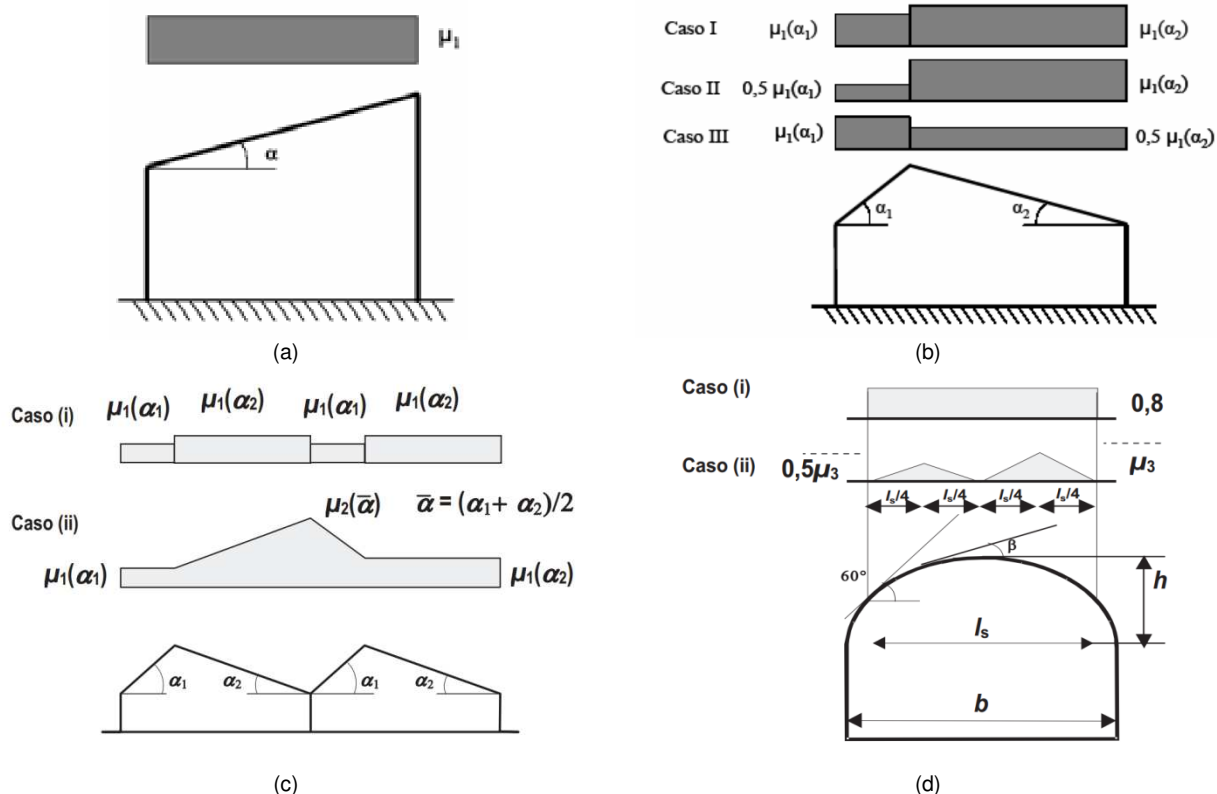 μ₁
α
(a)
Caso I μ₁(α₁) μ₁(α₂)
Caso II 0,5 μ₁(α₁) μ₁(α₂)
Caso III μ₁(α₁) 0,5 μ₁(α₂)
α₁ α₂
(b)
Caso (i) μ₁(α₁) μ₁(α₂) μ₁(α₁) μ₁(α₂)
Caso (ii) μ₂(α̅) α̅ = (α₁+ α₂)/2
μ₁(α₁) μ₁(α₂)
α₁ α₂ α₁ α₂
(c)
Caso (i) 0,8
Caso (ii) 0,5μ₃ μ₃
lₛ/4 lₛ/4 lₛ/4 lₛ/4
β
60°
h
lₛ
b
(d)